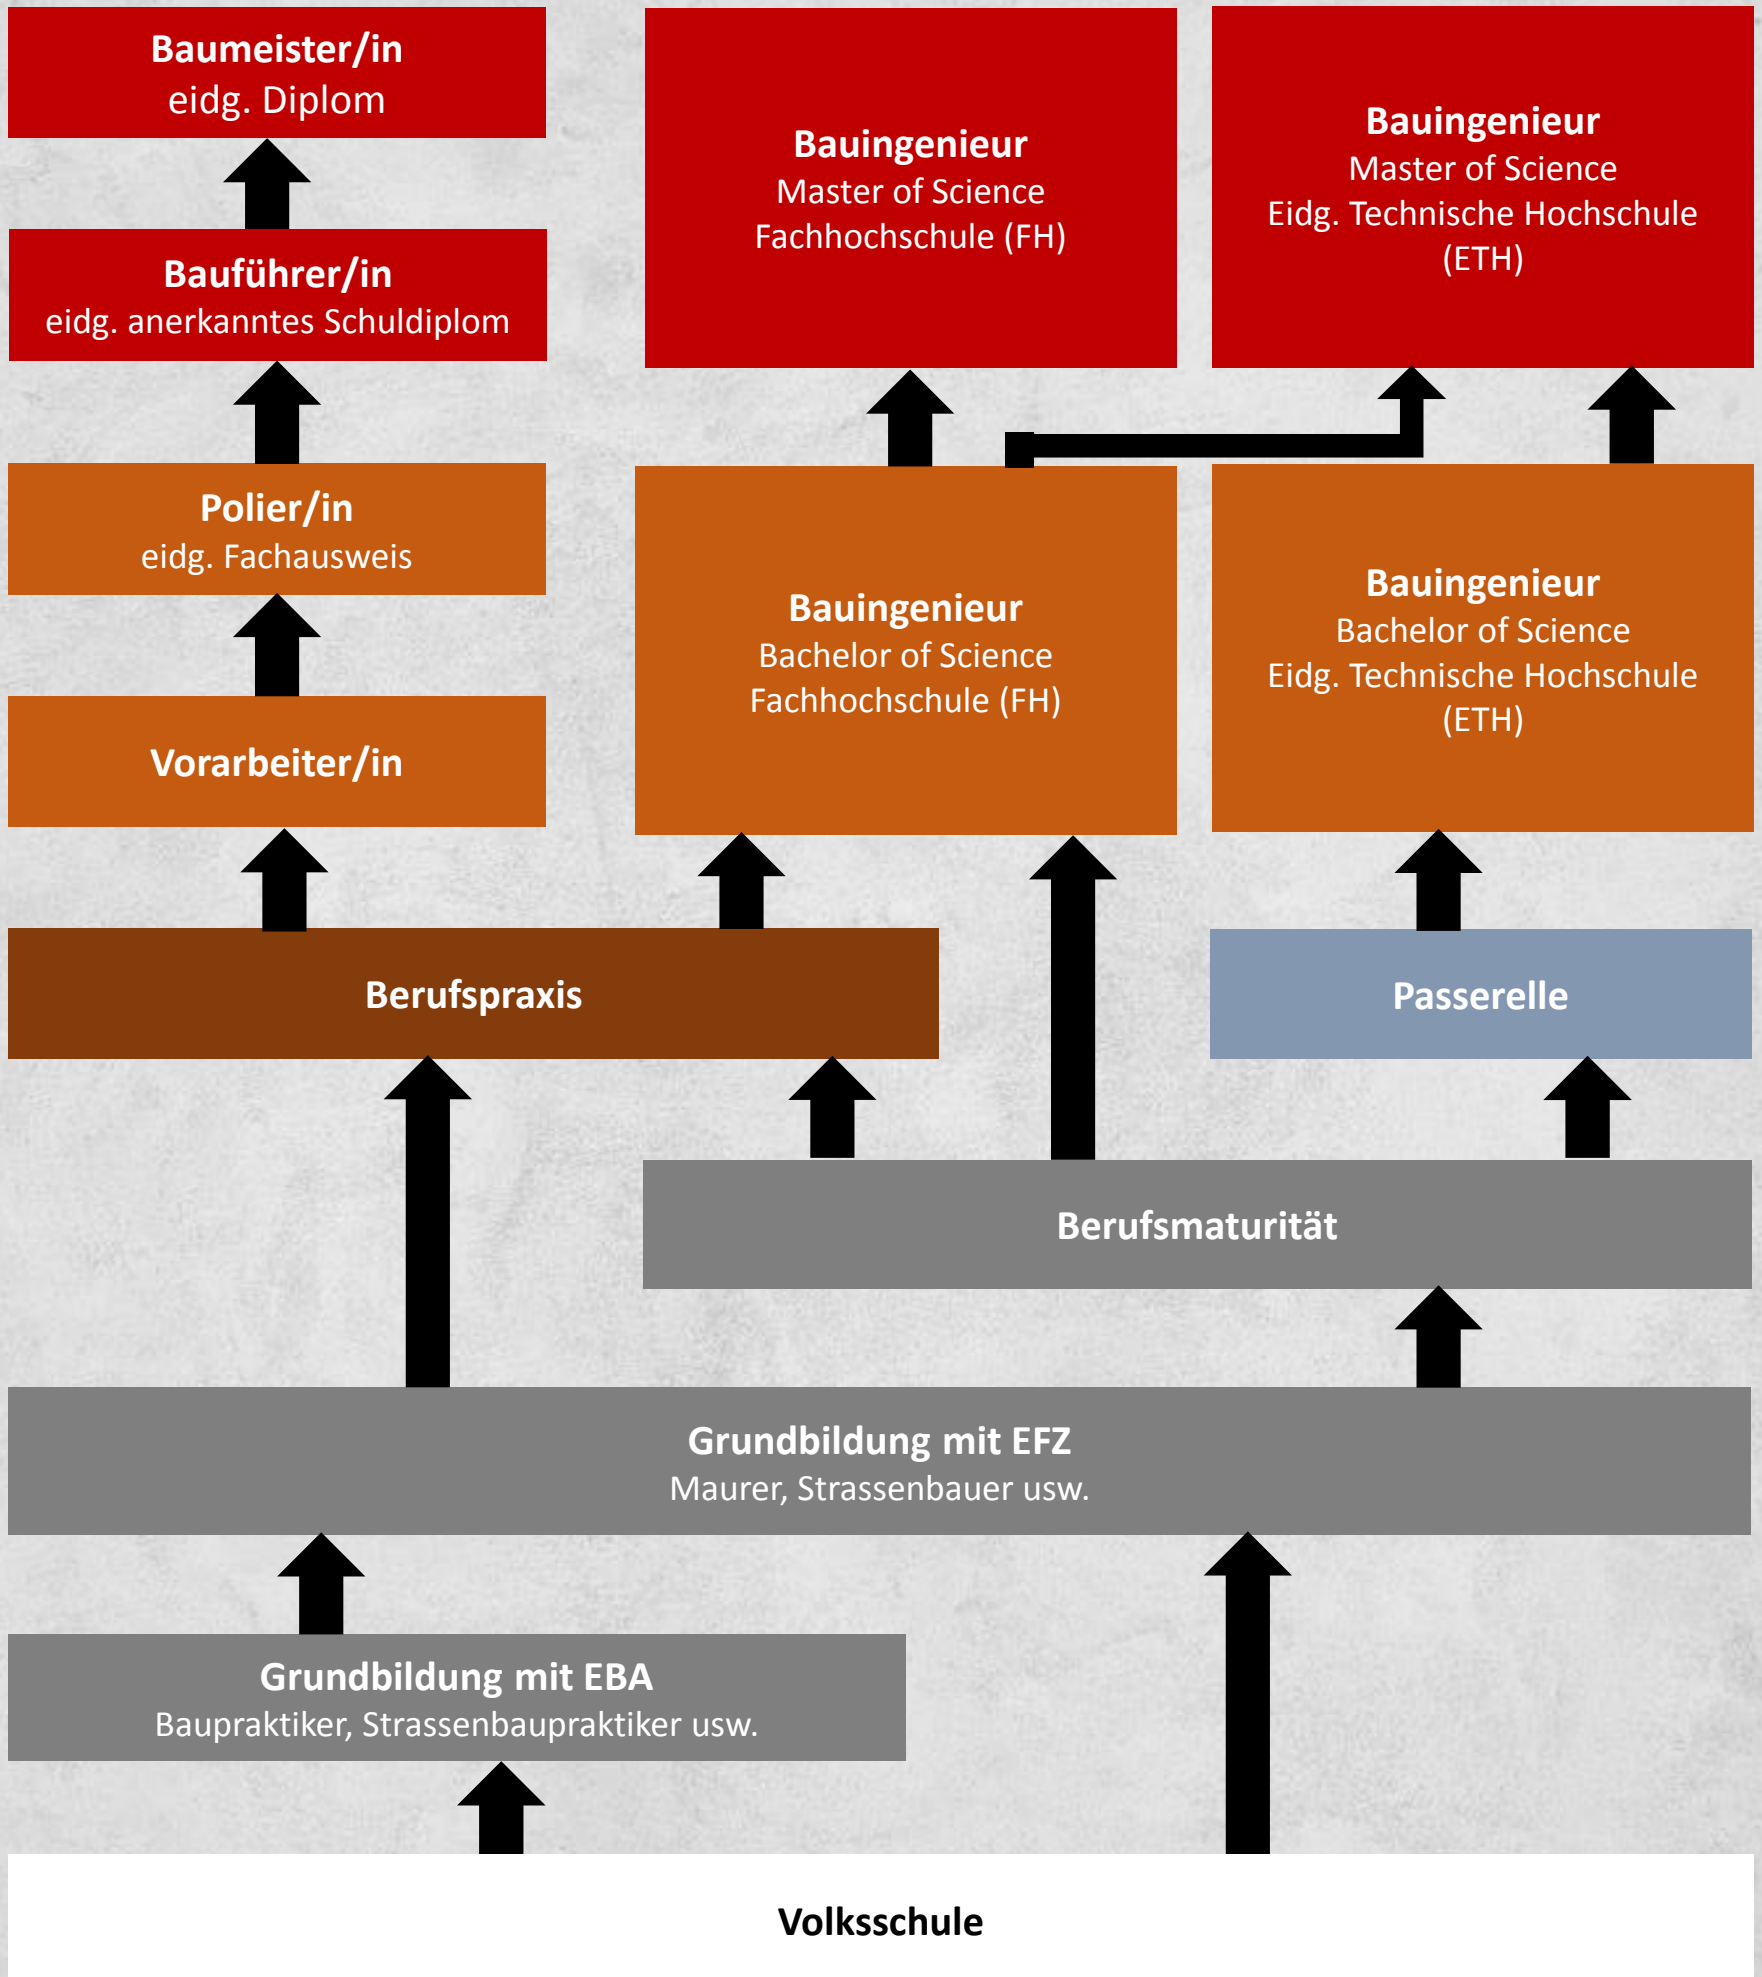 Baumeister/in
eidg. Diplom
Bauingenieur
Master of Science
Fachhochschule (FH)
Bauingenieur
Master of Science
Eidg. Technische Hochschule
(ETH)
Bauführer/in
eidg. anerkanntes Schuldiplom
Polier/in
eidg. Fachausweis
Bauingenieur
Bachelor of Science
Fachhochschule (FH)
Bauingenieur
Bachelor of Science
Eidg. Technische Hochschule
(ETH)
Vorarbeiter/in
Berufspraxis
Passerelle
Berufsmaturität
Grundbildung mit EFZ
Maurer, Strassenbauer usw.
Grundbildung mit EBA
Baupraktiker, Strassenbaupraktiker usw.
Volksschule